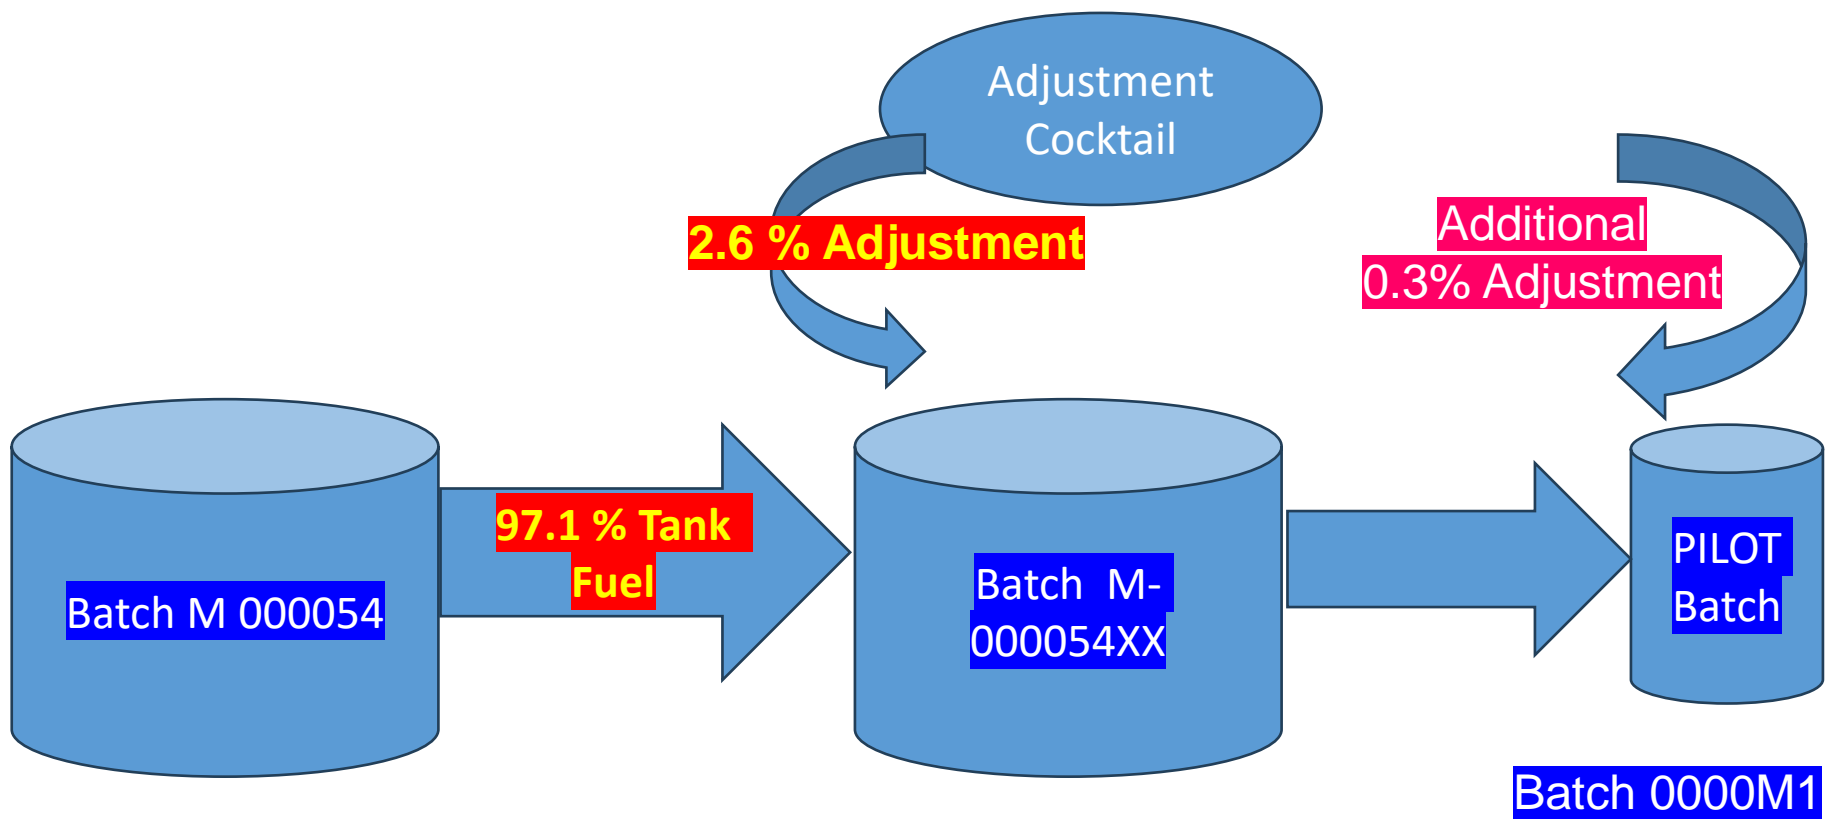 Adjustment
Cocktail
2.6 % Adjustment
Additional
0.3% Adjustment
97.1 % Tank
Fuel
Batch M 000054
Batch  M-
000054XX
PILOT
Batch
Batch 0000M1